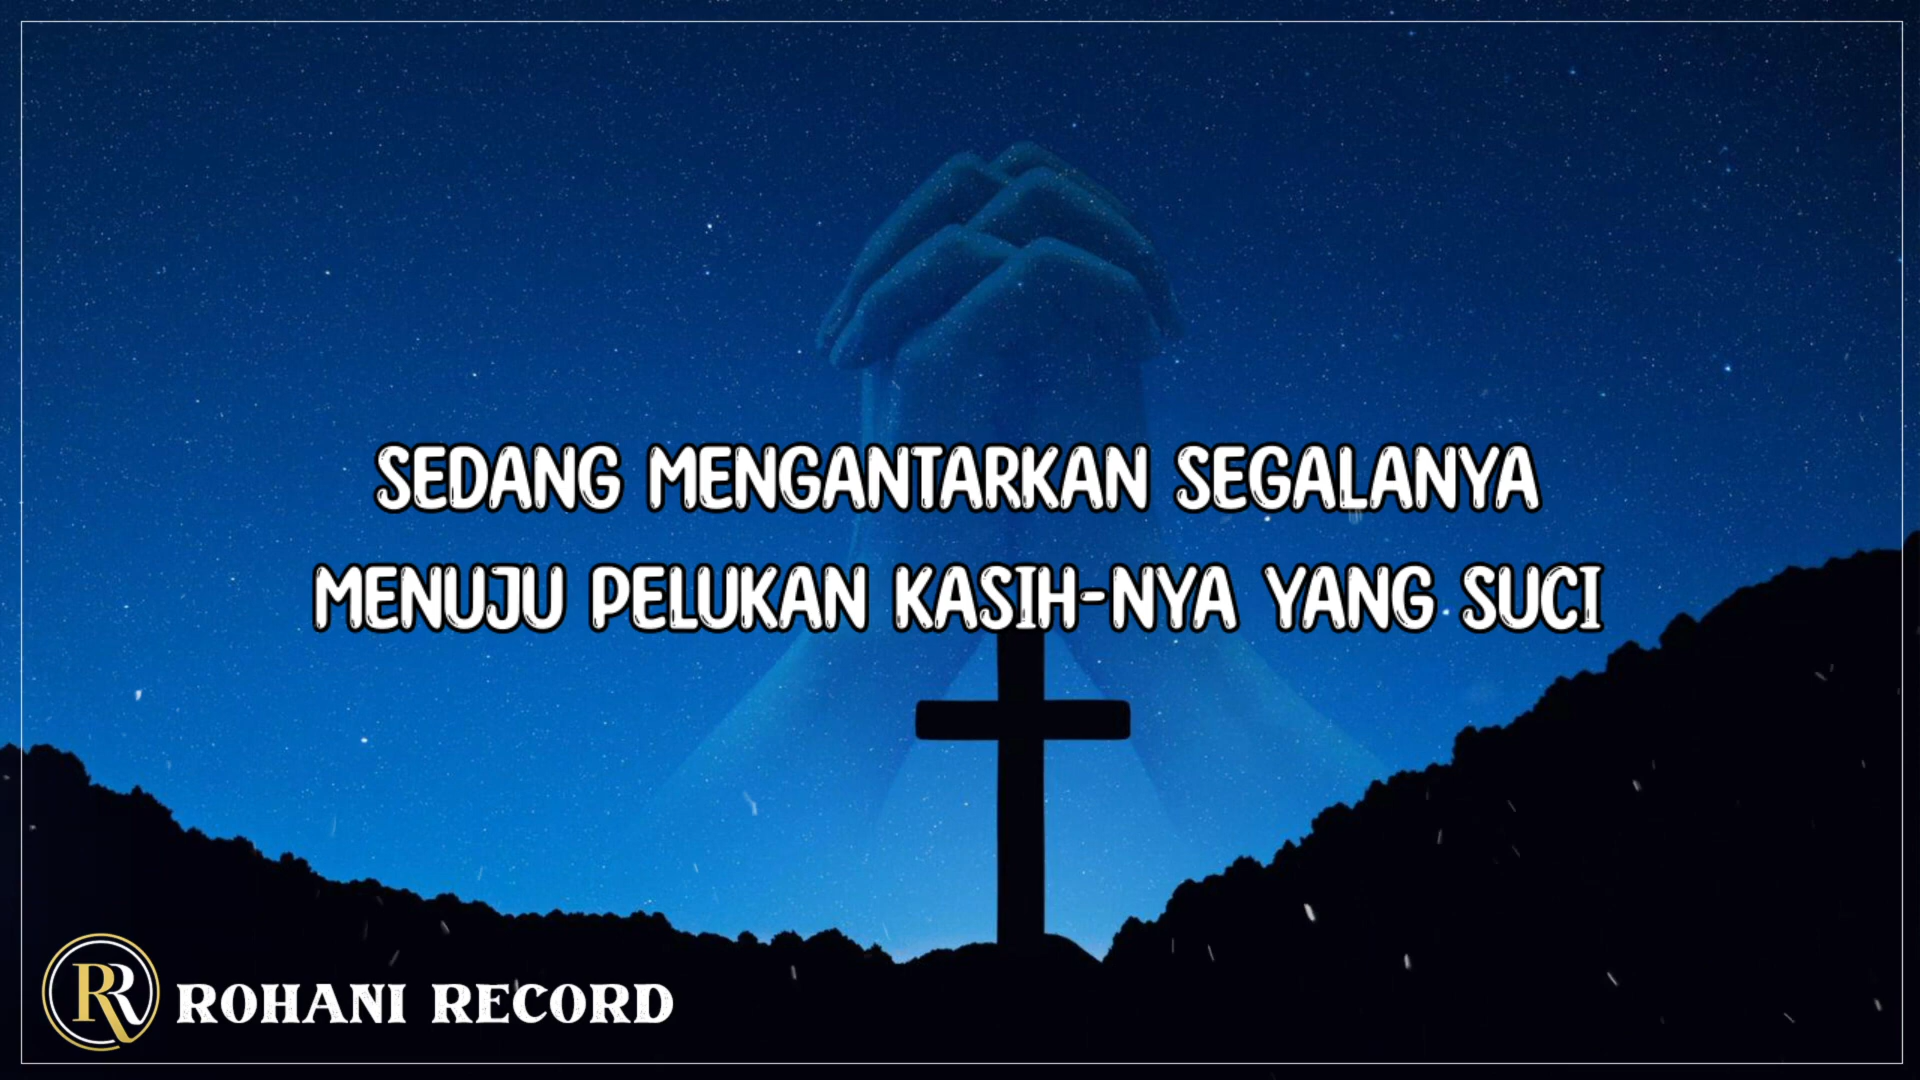 SEDANG MENGANTARKAN SEGALANYA
MENUJU PELUKAN KASIH-NYA YANG SUCI
RR ROHANI RECORD